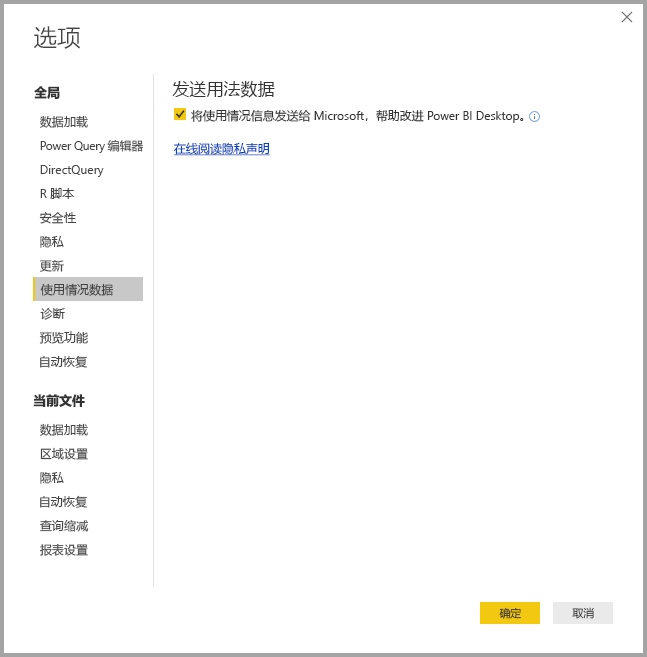 选项
全局
数据加载
Power Query 编辑器
DirectQuery
R 脚本
安全性
隐私
更新
使用情况数据
诊断
预览功能
自动恢复
当前文件
数据加载
区域设置
隐私
自动恢复
查询缩减
报表设置
发送用法数据
将使用情况信息发送给 Microsoft，帮助改进 Power BI Desktop。
在线阅读隐私声明
确定
取消